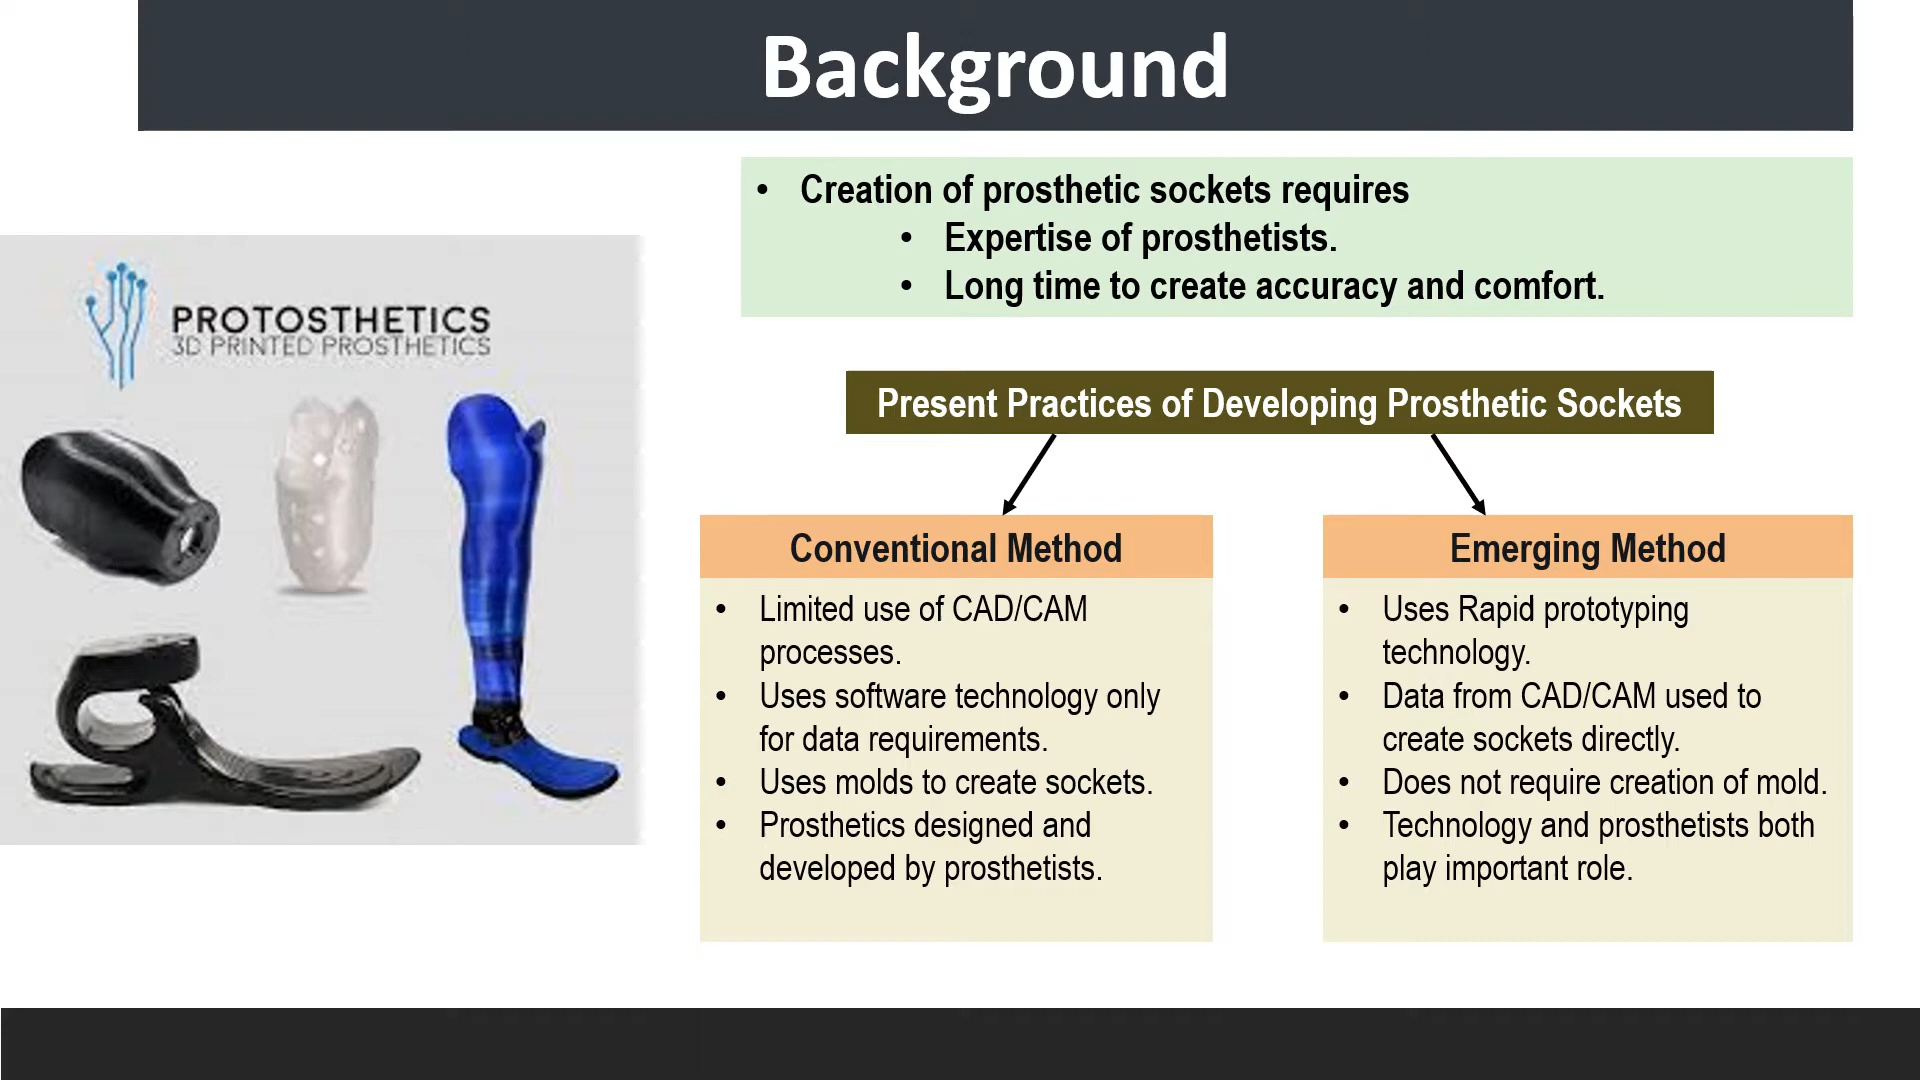 Background
• Creation of prosthetic sockets requires
• Expertise of prosthetists.
• Long time to create accuracy and comfort.
PROTOSTHETICS
3D PRINTED PROSTHETICS
Present Practices of Developing Prosthetic Sockets
Conventional Method
• Limited use of CAD/CAM
processes.
• Uses software technology only
for data requirements.
• Uses molds to create sockets.
• Prosthetics designed and
developed by prosthetists.
Emerging Method
• Uses Rapid prototyping
technology.
• Data from CAD/CAM used to
create sockets directly.
• Does not require creation of mold.
• Technology and prosthetists both
play important role.